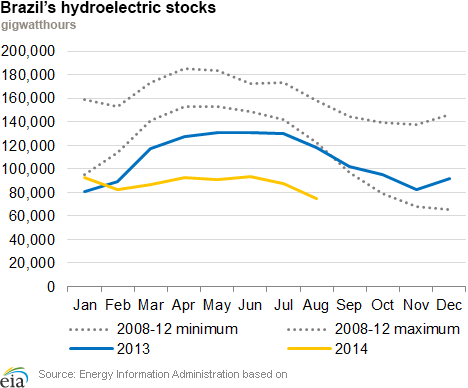 Brazil's hydroelectric stocks
gigwatthours
200,000
180,000
160,000
140,000
120,000
100,000
80,000
60,000
40,000
20,000
0
Jan Feb Mar Apr May Jun Jul Aug Sep Oct Nov Dec
2008-12 minimum 2008-12 maximum
2013 2014
eia Source: Energy Information Administration based on